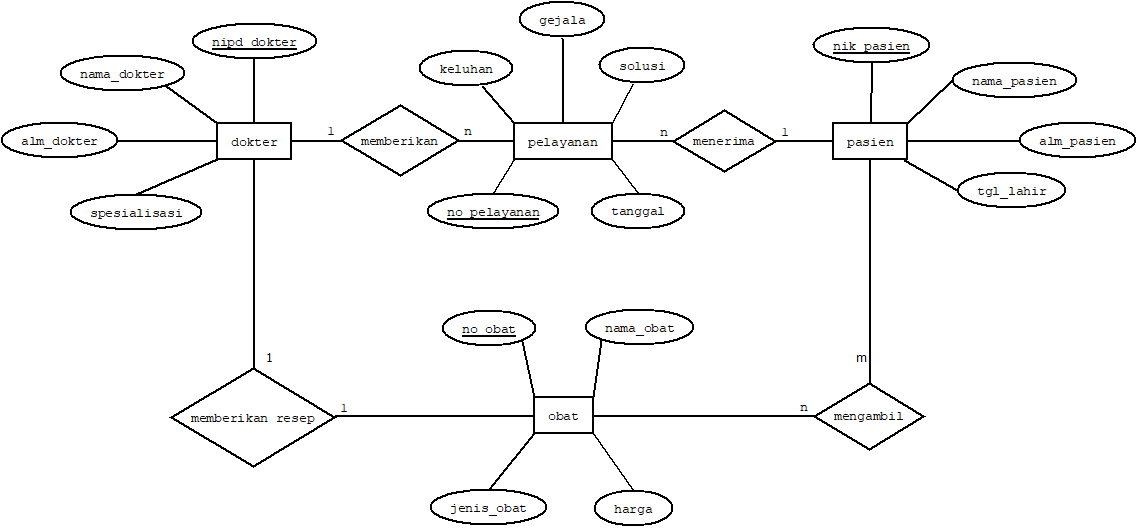 gejala
nipd_dokter
nik_pasien
keluhan
solusi
nama_dokter
nama_pasien
alm_dokter
dokter
1
memberikan
n
pelayanan
n
menerima
1
pasien
alm_pasien
spesialisasi
no_pelayanan
tanggal
tgl_lahir
no_obat
nama_obat
1
m
memberikan resep
1
obat
n
mengambil
jenis_obat
harga